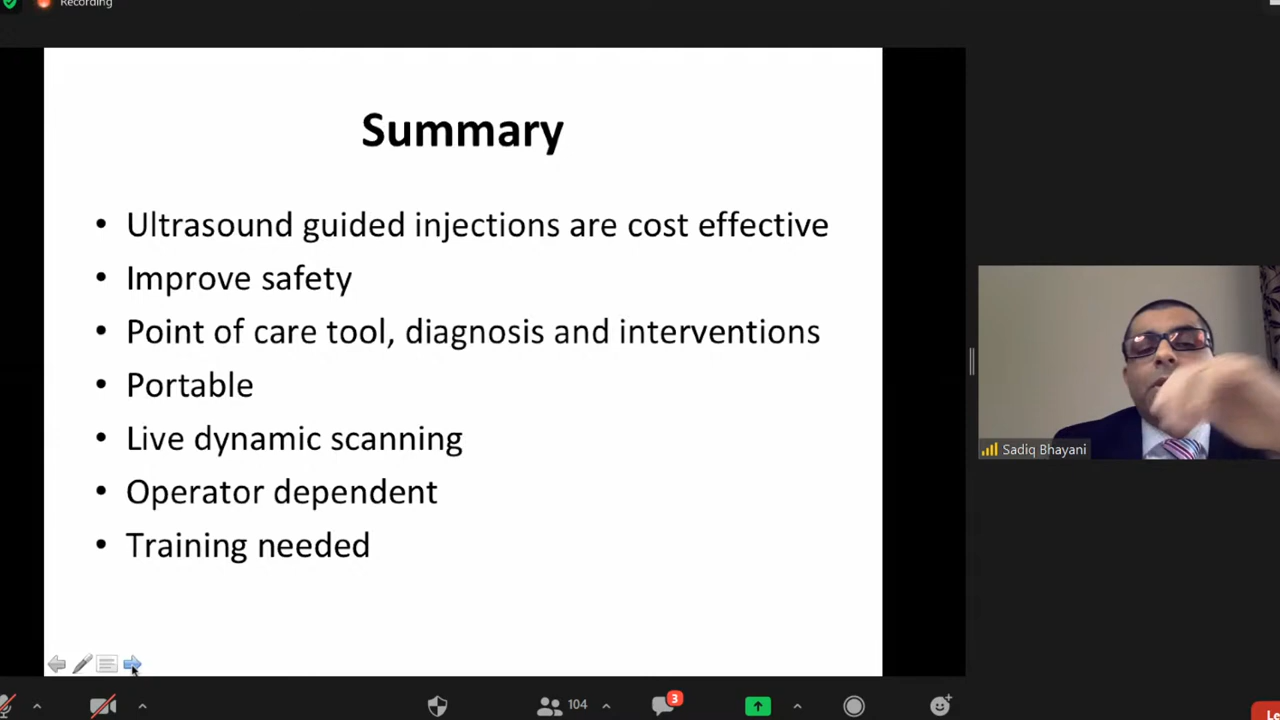 Recording
Summary
• Ultrasound guided injections are cost effective
• Improve safety
• Point of care tool, diagnosis and interventions
• Portable
• Live dynamic scanning
• Operator dependent
• Training needed
Sadiq Bhayani
104
3